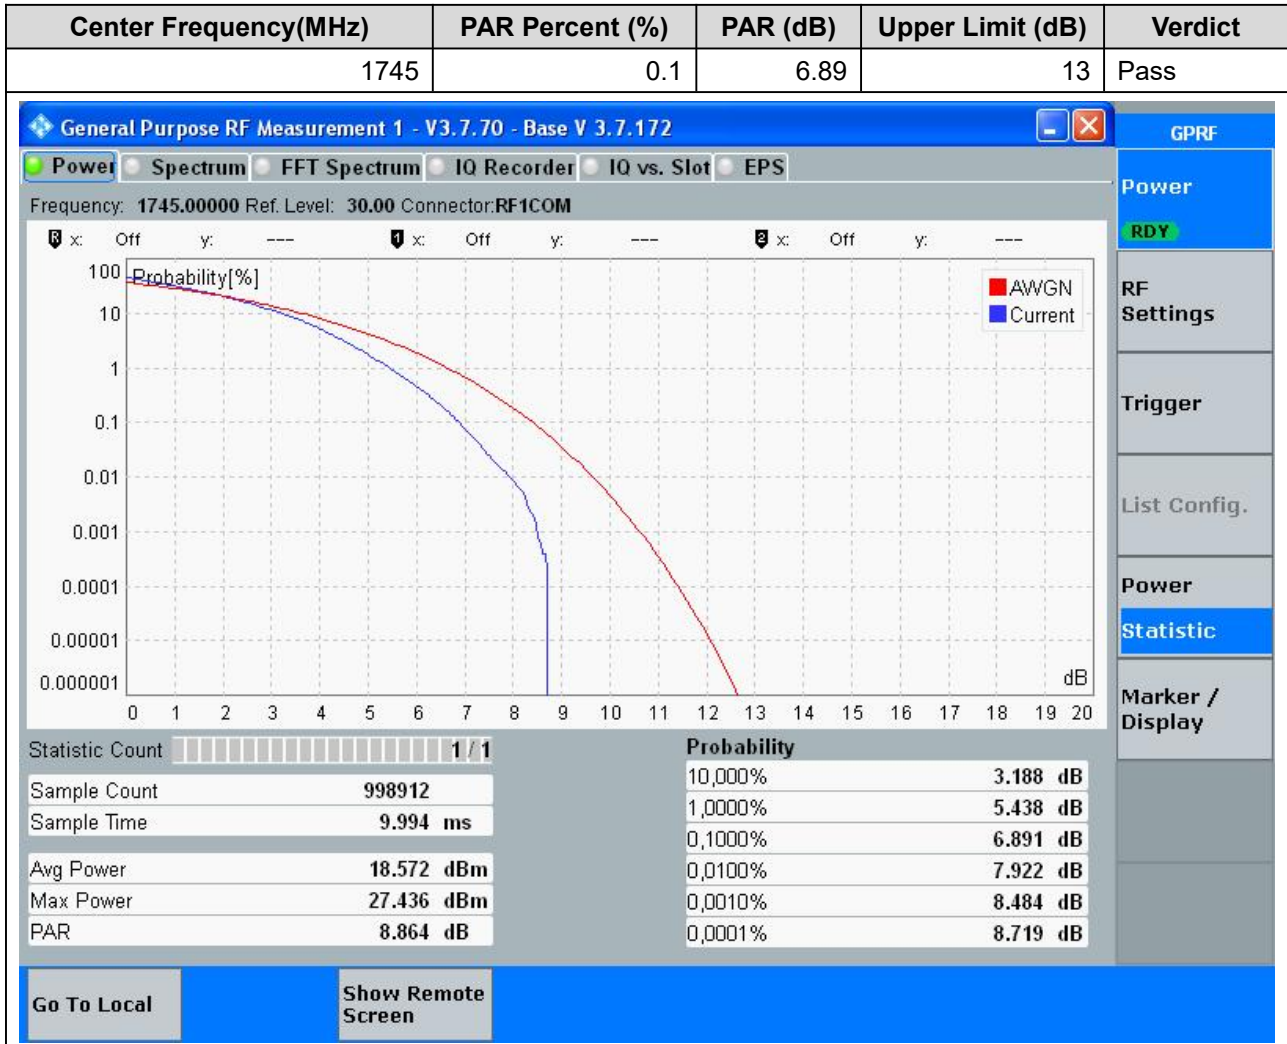 Center Frequency(MHz) PAR Percent (%) PAR (dB) Upper Limit (dB) Verdict
1745 0.1 6.89 13 Pass
General Purpose RF Measurement 1 - V3.7.70 - Base V 3.7.172
GPRF
Power Spectrum FFT Spectrum IQ Recorder IQ vs. Slot EPS
Frequency: 1745.00000 Ref. Level: 30.00 Connector:RF1COM
R x: Off y: --- 1 x: Off y: --- 2 x: Off y: ---
Probability[%]
AWGN
Current
100
10
1
0.1
0.01
0.001
0.0001
0.00001
0.000001
dB
0 1 2 3 4 5 6 7 8 9 10 11 12 13 14 15 16 17 18 19 20
Statistic Count 1 / 1
Sample Count 998912
Sample Time 9.994 ms
Avg Power 18.572 dBm
Max Power 27.436 dBm
PAR 8.864 dB
Probability
10,000% 3.188 dB
1,0000% 5.438 dB
0,1000% 6.891 dB
0,0100% 7.922 dB
0,0010% 8.484 dB
0,0001% 8.719 dB
Power
RDY
RF
Settings
Trigger
List Config.
Power
Statistic
Marker /
Display
Go To Local
Show Remote
Screen